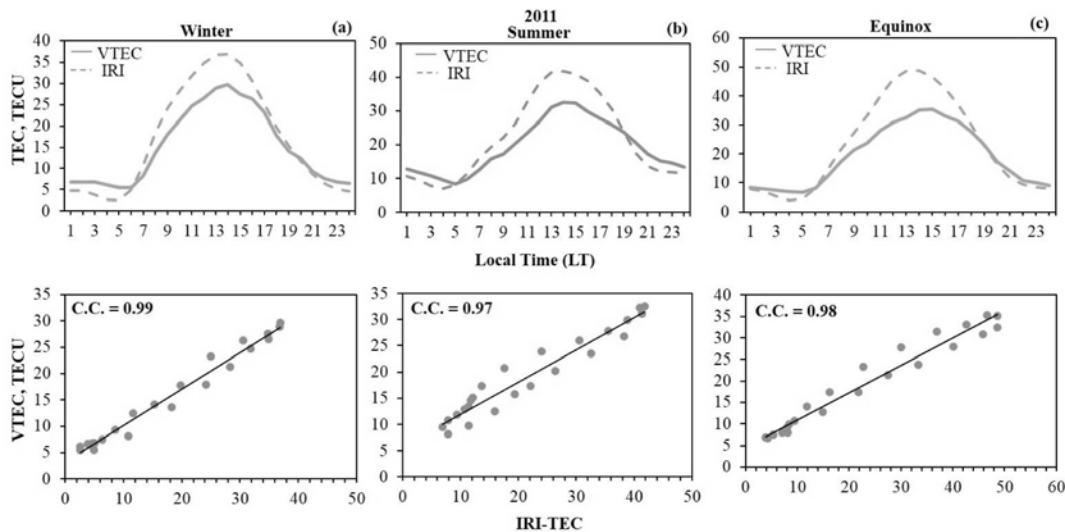 2011
Winter (a)
Summer (b)
Equinox (c)
40
35
30
25
20
15
10
5
0
VTEC
IRI
1 3 5 7 9 11 13 15 17 19 21 23
50
40
30
20
10
0
VTEC
IRI
1 3 5 7 9 11 13 15 17 19 21 23
60
50
40
30
20
10
0
VTEC
IRI
1 3 5 7 9 11 13 15 17 19 21 23
TEC, TECU
Local Time (LT)
35
30
25
20
15
10
5
0
C.C. = 0.99
0 10 20 30 40 50
35
30
25
20
15
10
5
0
C.C. = 0.97
0 10 20 30 40 50
40
35
30
25
20
15
10
5
0
C.C. = 0.98
0 10 20 30 40 50 60
VTEC, TECU
IRI-TEC